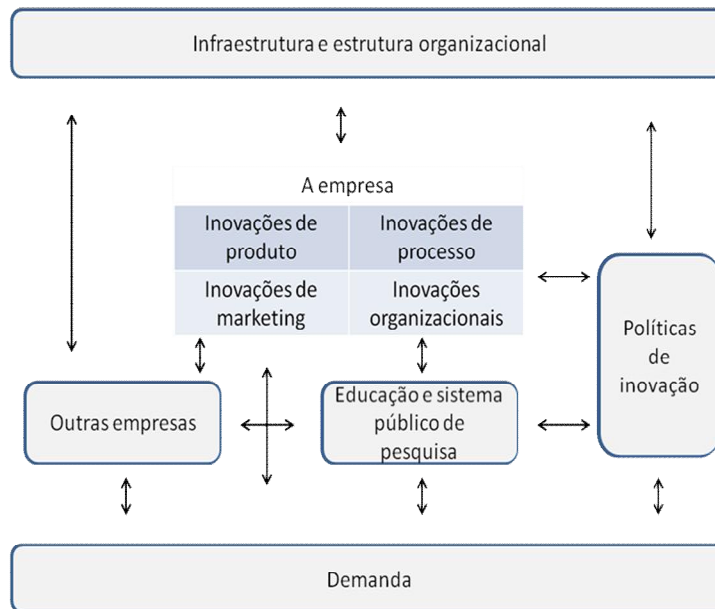 Infraestrutura e estrutura organizacional
A empresa
Inovações de
produto
Inovações de
processo
Inovações de
marketing
Inovações
organizacionais
Políticas
de
inovação
Outras empresas
Educação e sistema
público de
pesquisa
Demanda